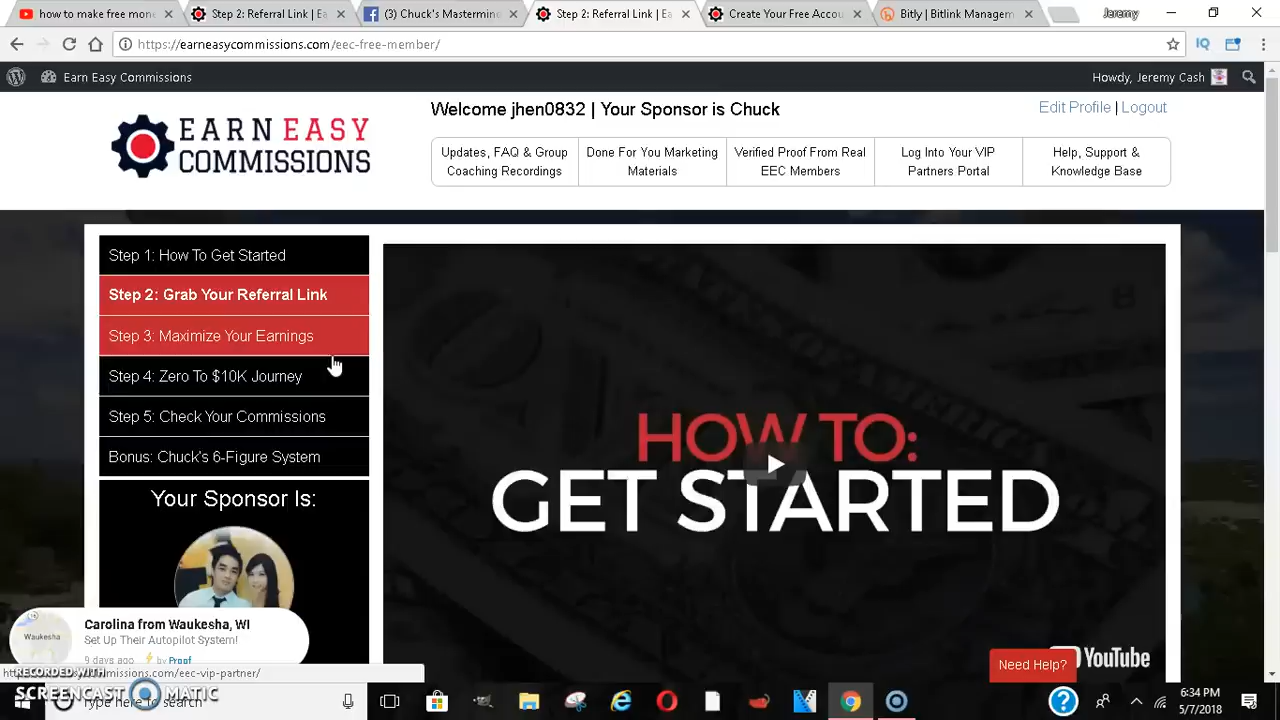 how to make free mone
Step 2: Referral Link | Ea
(3) Chuck's Mastermind
Step 2: Referral Link | Ea
Create Your Free Accou
Bitly | Bitlink Managem
Jeremy
https://earneasycommissions.com/eec-free-member/
Earn Easy Commissions
Howdy, Jeremy Cash
EARN EASY
COMMISSIONS
Welcome jhen0832 | Your Sponsor is Chuck
Edit Profile | Logout
Updates, FAQ & Group
Coaching Recordings
Done For You Marketing
Materials
Verified Proof From Real
EEC Members
Log Into Your VIP
Partners Portal
Help, Support &
Knowledge Base
Step 1: How To Get Started
Step 2: Grab Your Referral Link
Step 3: Maximize Your Earnings
Step 4: Zero To $10K Journey
Step 5: Check Your Commissions
Bonus: Chuck's 6-Figure System
Your Sponsor Is:
HOW TO:
GET STARTED
Carolina from Waukesha, WI
Set Up Their Autopilot System!
9 days ago
by Proof
Waukesha
commissions.com/eec-vip-partner/
RECORDED WITH
SCREENCAST MATIC
Type here to search
Need Help?
YouTube
6:34 PM
5/7/2018